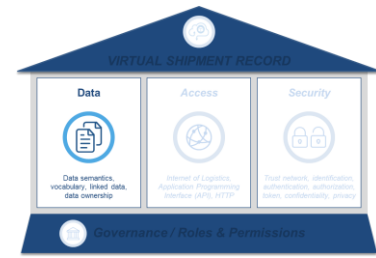 VIRTUAL SHIPMENT RECORD
Data
Data semantics,
vocabulary, linked data,
data ownership
Access
Internet of Logistics,
Application Programming
Interface (API), HTTP
Security
Trust network, identification,
authentication, authorization,
token, confidentiality, privacy
Governance / Roles & Permissions